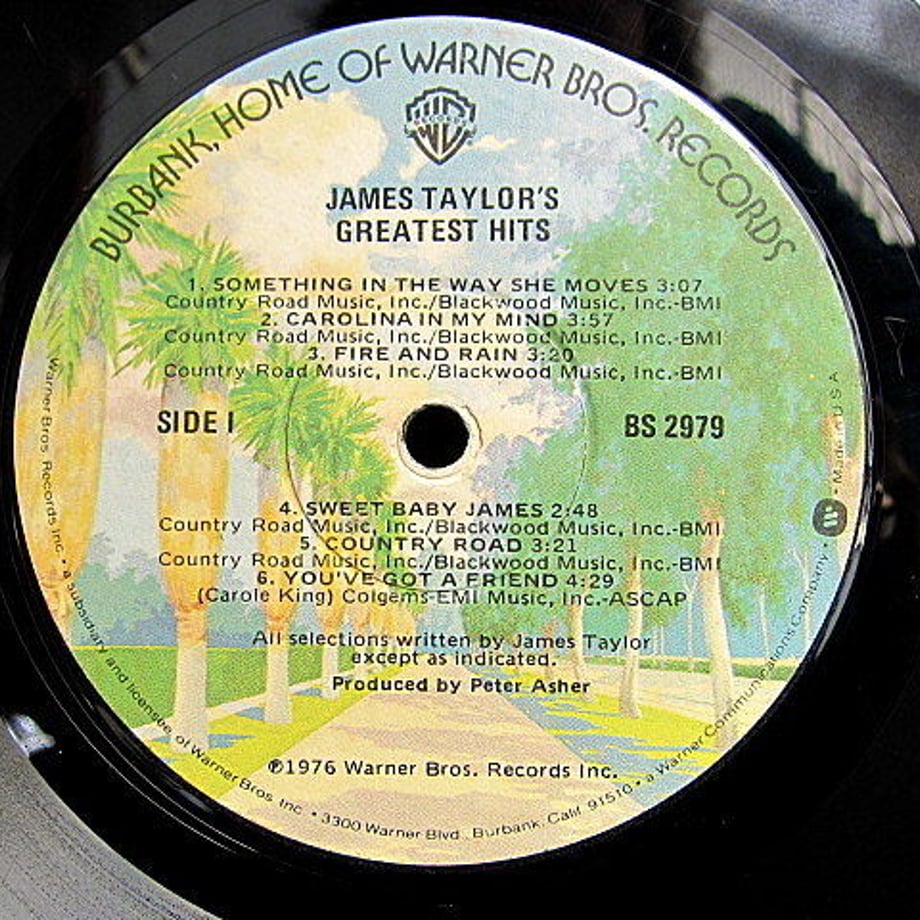 BURBANK, HOME OF WARNER BROS. RECORDS
WB
RECORDS
JAMES TAYLOR'S
GREATEST HITS
1. SOMETHING IN THE WAY SHE MOVES 3:07
Country Road Music, Inc./Blackwood Music, Inc.-BMI
2. CAROLINA IN MY MIND 3:57
Country Road Music, Inc./Blackwood Music, Inc.-BMI
3. FIRE AND RAIN 3:20
Country Road Music, Inc./Blackwood Music, Inc.-BMI
SIDE I
BS 2979
4. SWEET BABY JAMES 2:48
Country Road Music, Inc./Blackwood Music, Inc.-BMI
5. COUNTRY ROAD 3:21
Country Road Music, Inc./Blackwood Music, Inc.-BMI
6. YOU'VE GOT A FRIEND 4:29
(Carole King) Colgems-EMI Music, Inc.-ASCAP
All selections written by James Taylor
except as indicated.
Produced by Peter Asher
℗1976 Warner Bros. Records Inc.
Warner Bros. Records Inc. • a subsidiary and licensee of Warner Bros. Inc. • 3300 Warner Blvd., Burbank, Calif. 91510 • a Warner Communications Company • Made in U S A